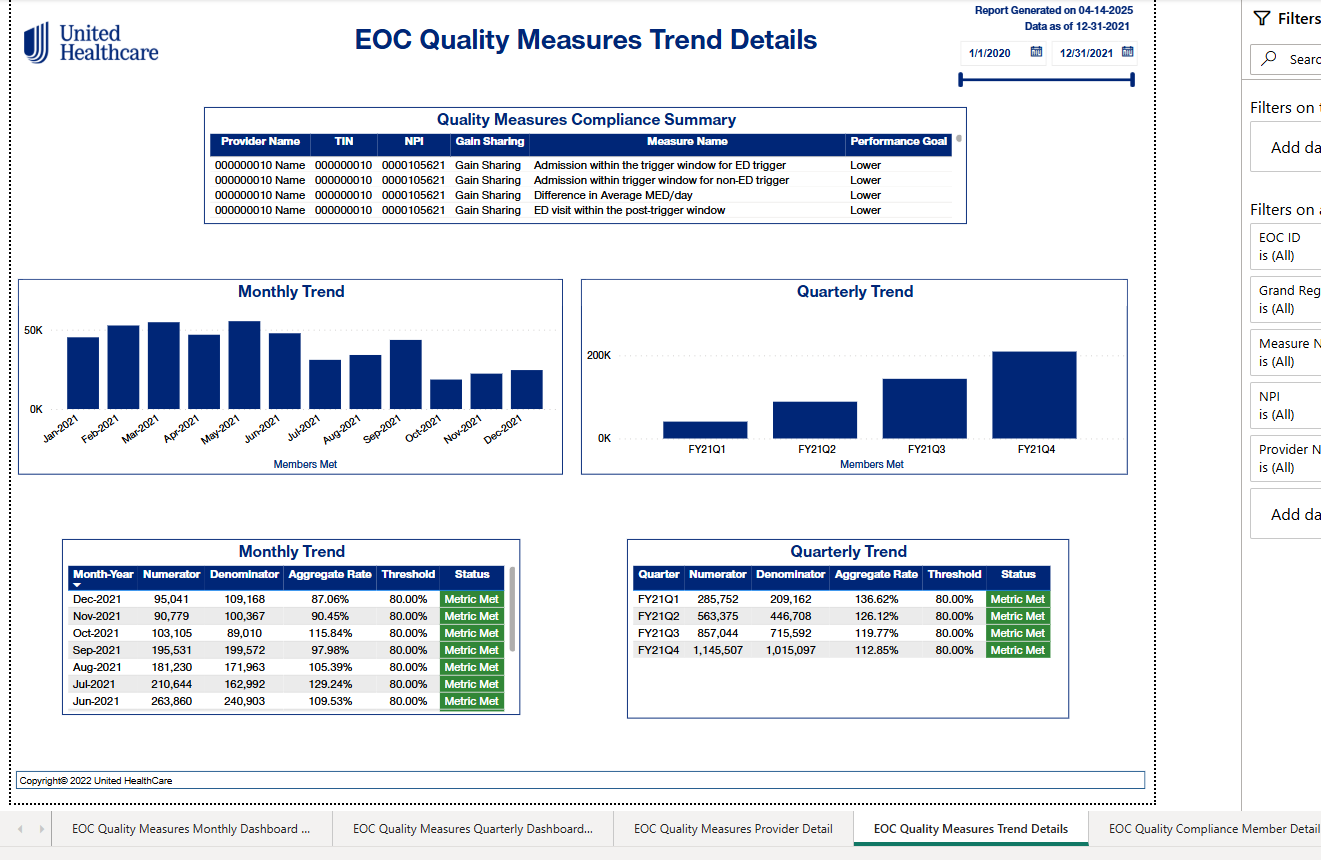 Report Generated on 04-14-2025
Data as of 12-31-2021
United
Healthcare
EOC Quality Measures Trend Details
1/1/2020 12/31/2021
Quality Measures Compliance Summary
Provider Name TIN NPI Gain Sharing Measure Name Performance Goal
000000010 Name 000000010 0000105621 Gain Sharing Admission within the trigger window for ED trigger Lower
000000010 Name 000000010 0000105621 Gain Sharing Admission within trigger window for non-ED trigger Lower
000000010 Name 000000010 0000105621 Gain Sharing Difference in Average MED/day Lower
000000010 Name 000000010 0000105621 Gain Sharing ED visit within the post-trigger window Lower
Monthly Trend
50K
0K
Jan-2021 Feb-2021 Mar-2021 Apr-2021 May-2021 Jun-2021 Jul-2021 Aug-2021 Sep-2021 Oct-2021 Nov-2021 Dec-2021
Members Met
Quarterly Trend
200K
0K
FY21Q1 FY21Q2 FY21Q3 FY21Q4
Members Met
Monthly Trend
Month-Year Numerator Denominator Aggregate Rate Threshold Status
Dec-2021 95,041 109,168 87.06% 80.00% Metric Met
Nov-2021 90,779 100,367 90.45% 80.00% Metric Met
Oct-2021 103,105 89,010 115.84% 80.00% Metric Met
Sep-2021 195,531 199,572 97.98% 80.00% Metric Met
Aug-2021 181,230 171,963 105.39% 80.00% Metric Met
Jul-2021 210,644 162,992 129.24% 80.00% Metric Met
Jun-2021 263,860 240,903 109.53% 80.00% Metric Met
Quarterly Trend
Quarter Numerator Denominator Aggregate Rate Threshold Status
FY21Q1 285,752 209,162 136.62% 80.00% Metric Met
FY21Q2 563,375 446,708 126.12% 80.00% Metric Met
FY21Q3 857,044 715,592 119.77% 80.00% Metric Met
FY21Q4 1,145,507 1,015,097 112.85% 80.00% Metric Met
Copyright© 2022 United HealthCare
Filters
Searc
Filters on t
Add da
Filters on a
EOC ID
is (All)
Grand Reg
is (All)
Measure N
is (All)
NPI
is (All)
Provider N
is (All)
Add da
EOC Quality Measures Monthly Dashboard ... EOC Quality Measures Quarterly Dashboard... EOC Quality Measures Provider Detail EOC Quality Measures Trend Details EOC Quality Compliance Member Detail